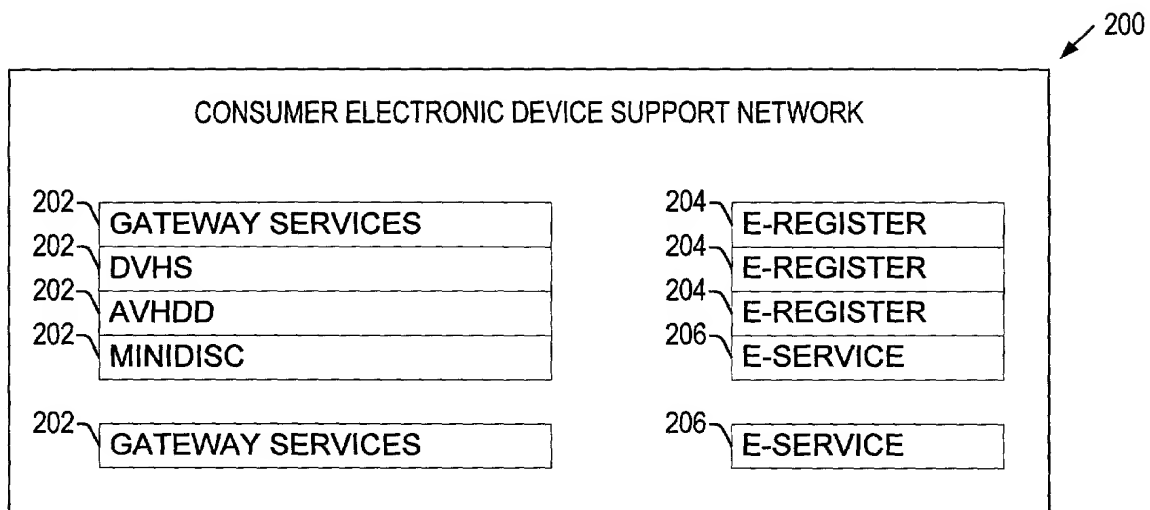 200
CONSUMER ELECTRONIC DEVICE SUPPORT NETWORK
202 GATEWAY SERVICES 204 E-REGISTER
202 DVHS 204 E-REGISTER
202 AVHDD 204 E-REGISTER
202 MINIDISC 206 E-SERVICE
202 GATEWAY SERVICES 206 E-SERVICE